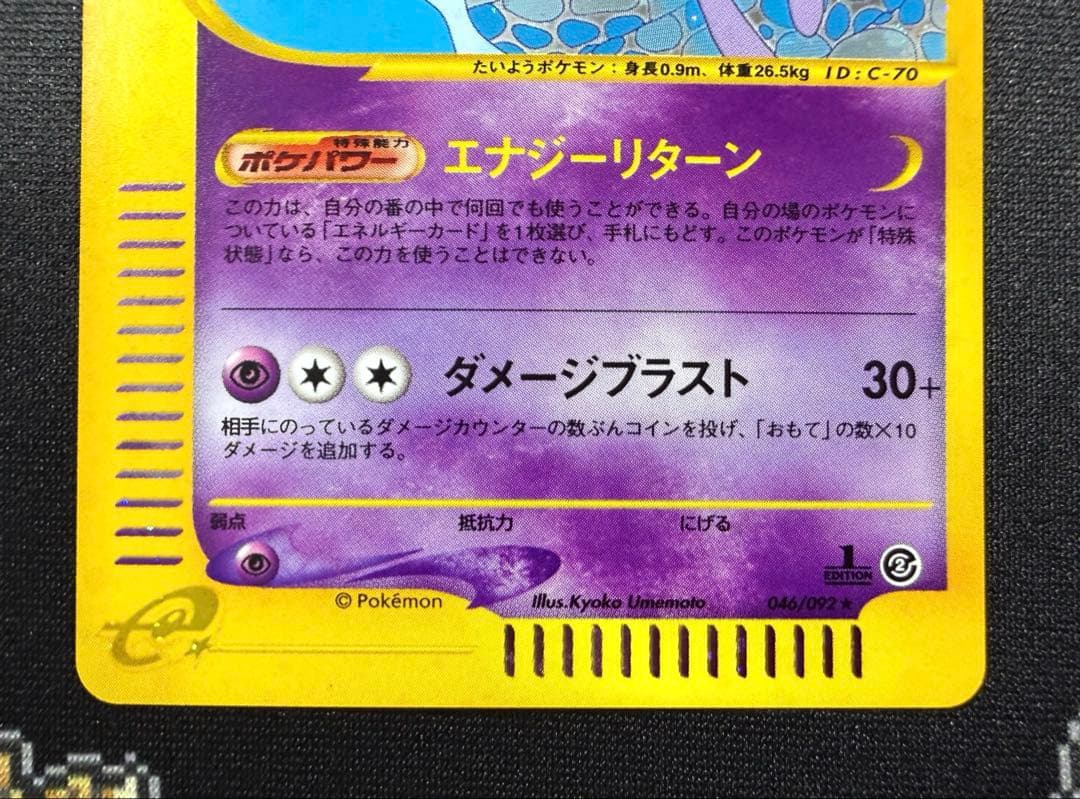 たいようポケモン：身長0.9m、体重26.5kg ID:C-70
特殊能力
ポケパワー エナジーリターン
この力は、自分の番の中で何回でも使うことができる。自分の場のポケモンに
ついている「エネルギーカード」を1枚選び、手札にもどす。このポケモンが「特殊
状態」なら、この力を使うことはできない。
ダメージブラスト 30+
相手にのっているダメージカウンターの数ぶんコインを投げ、「おもて」の数×10
ダメージを追加する。
弱点 抵抗力 にげる
1
EDITION 2
© Pokémon Illus.Kyoko Umemoto 046/092★
e